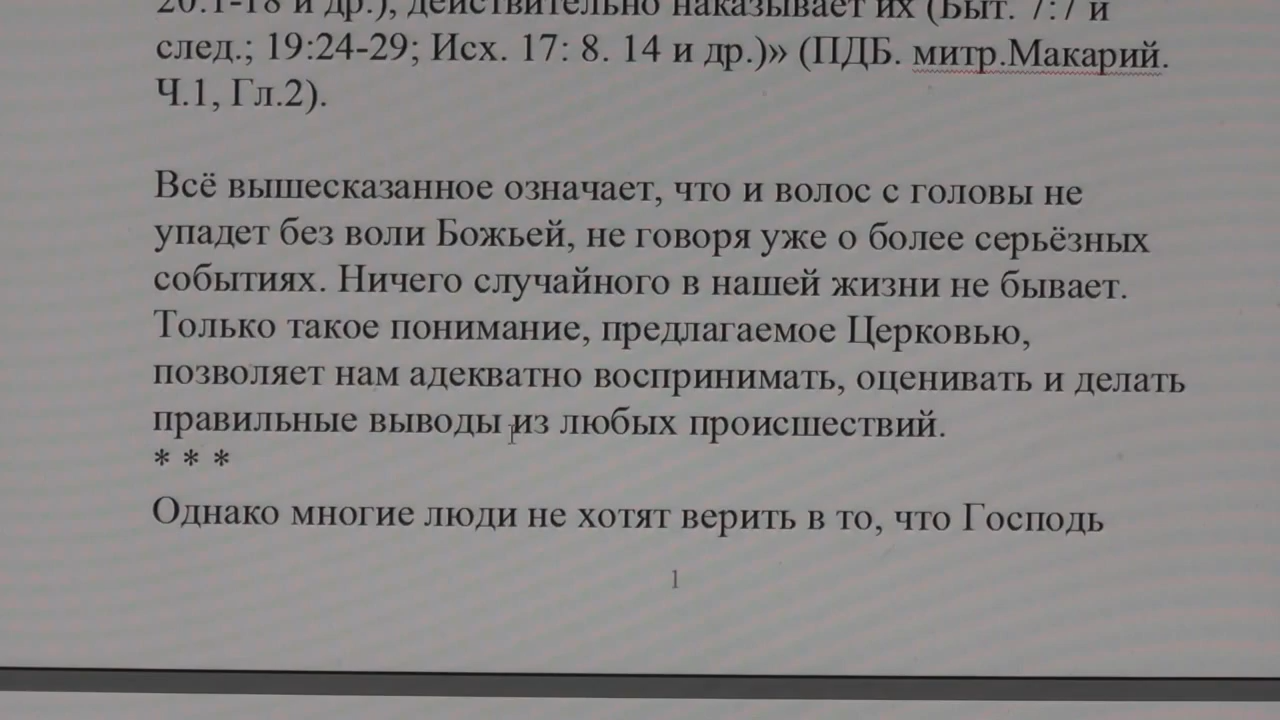 20:1-18 и др.), действительно наказывает их (Быт. 7:7 и
след.; 19:24-29; Исх. 17: 8. 14 и др.)» (ПДБ. митр.Макарий.
Ч.1, Гл.2).
Всё вышесказанное означает, что и волос с головы не
упадет без воли Божьей, не говоря уже о более серьёзных
событиях. Ничего случайного в нашей жизни не бывает.
Только такое понимание, предлагаемое Церковью,
позволяет нам адекватно воспринимать, оценивать и делать
правильные выводы из любых происшествий.
* * *
Однако многие люди не хотят верить в то, что Господь
1